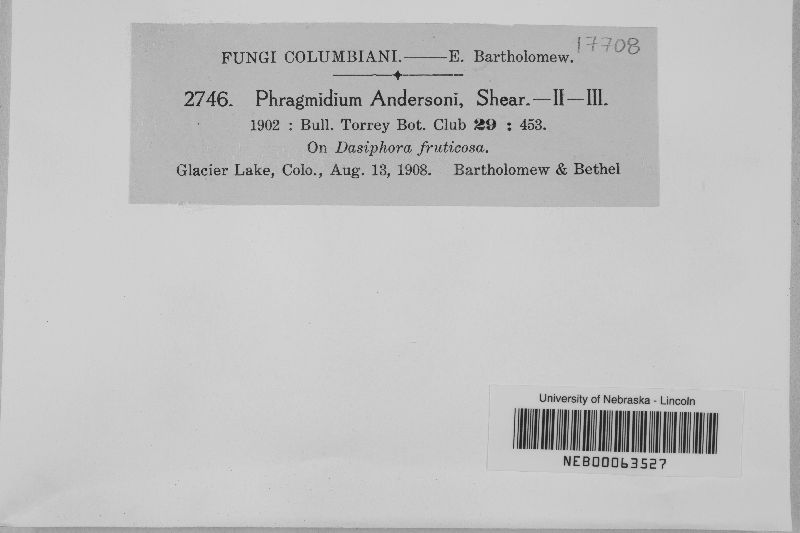 17708
FUNGI COLUMBIANI.——E. Bartholomew.
2746. Phragmidium Andersoni, Shear.—II—III.
1902 : Bull. Torrey Bot. Club 29 : 453.
On Dasiphora fruticosa.
Glacier Lake, Colo., Aug. 13, 1908. Bartholomew & Bethel
University of Nebraska - Lincoln
NEB00063527